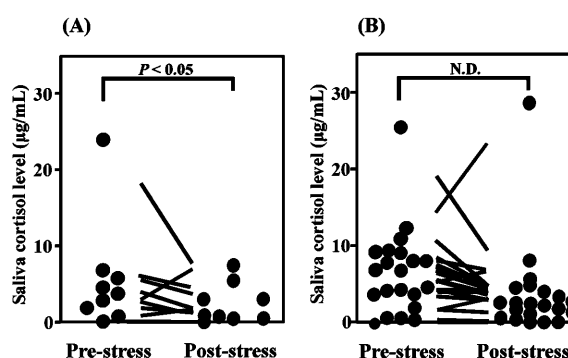 (A)
Saliva cortisol level (μg/mL)
30
20
10
0
P < 0.05
Pre-stress Post-stress
(B)
Saliva cortisol level (μg/mL)
30
20
10
0
N.D.
Pre-stress Post-stress